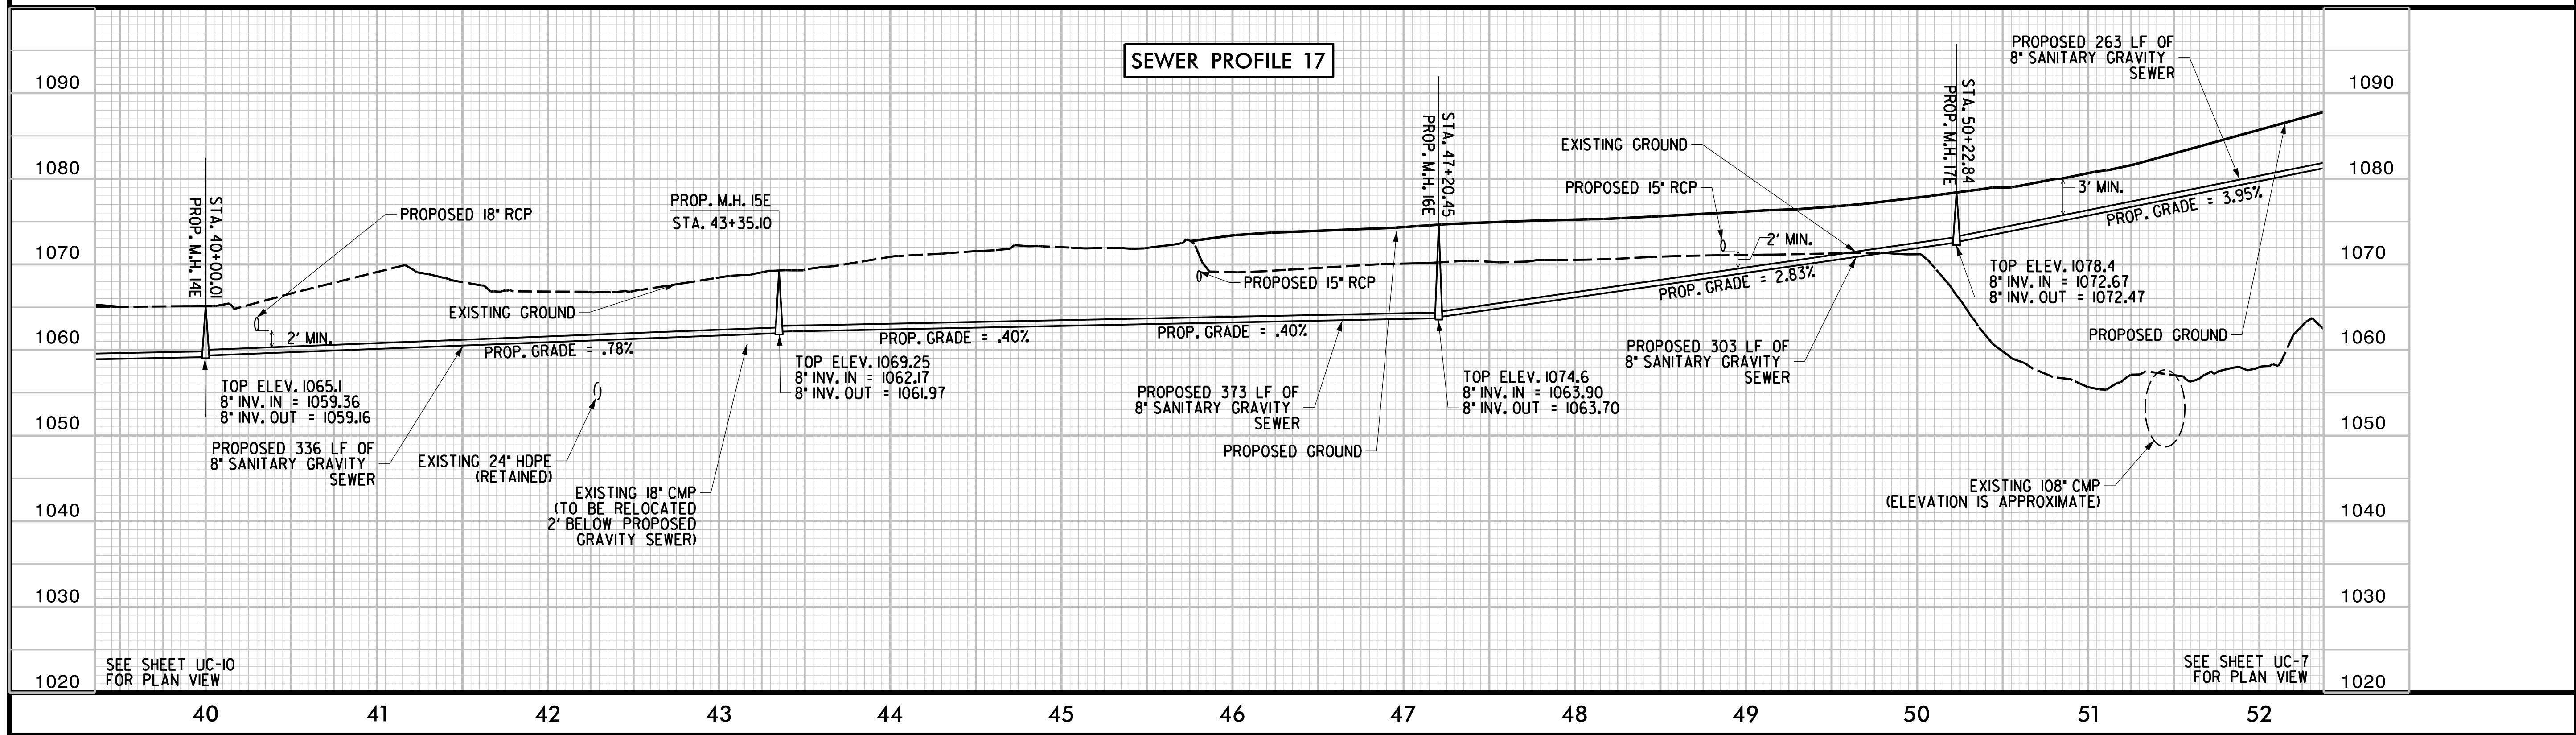 SEWER PROFILE 17
1090
1080
1070
1060
1050
1040
1030
1020
STA. 40+00.01
PROP. M.H. 14E
PROPOSED 18" RCP
2' MIN.
TOP ELEV. 1065.1
8" INV. IN = 1059.36
8" INV. OUT = 1059.16
PROPOSED 336 LF OF
8" SANITARY GRAVITY
SEWER
EXISTING GROUND
PROP. GRADE = .78%
EXISTING 24" HDPE
(RETAINED)
EXISTING 18" CMP
(TO BE RELOCATED
2' BELOW PROPOSED
GRAVITY SEWER)
PROP. M.H. 15E
STA. 43+35.10
TOP ELEV. 1069.25
8" INV. IN = 1062.17
8" INV. OUT = 1061.97
PROP. GRADE = .40%
PROP. GRADE = .40%
PROPOSED 15" RCP
PROPOSED 373 LF OF
8" SANITARY GRAVITY
SEWER
PROPOSED GROUND
STA. 47+20.45
PROP. M.H. 16E
TOP ELEV. 1074.6
8" INV. IN = 1063.90
8" INV. OUT = 1063.70
EXISTING GROUND
PROPOSED 15" RCP
2' MIN.
PROP. GRADE = 2.83%
PROPOSED 303 LF OF
8" SANITARY GRAVITY
SEWER
STA. 50+22.84
PROP. M.H. 17E
TOP ELEV. 1078.4
8" INV. IN = 1072.67
8" INV. OUT = 1072.47
PROPOSED 263 LF OF
8" SANITARY GRAVITY
SEWER
3' MIN.
PROP. GRADE = 3.95%
PROPOSED GROUND
EXISTING 108" CMP
(ELEVATION IS APPROXIMATE)
1090
1080
1070
1060
1050
1040
1030
1020
SEE SHEET UC-10
FOR PLAN VIEW
SEE SHEET UC-7
FOR PLAN VIEW
40 41 42 43 44 45 46 47 48 49 50 51 52